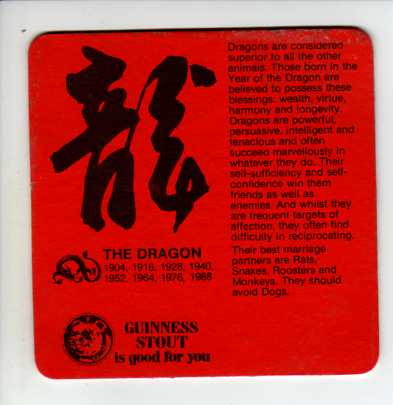 龍
THE DRAGON
1904, 1916, 1928, 1940,
1952, 1964, 1976, 1988
GUINNESS
STOUT
is good for you
Dragons are considered
superior to all the other
animals. Those born in the
Year of the Dragon are
believed to possess these
blessings: wealth, virtue,
harmony and longevity.
Dragons are powerful,
persuasive, intelligent and
tenacious and often
succeed marvellously in
whatever they do. Their
self-sufficiency and self-
confidence win them
friends as well as
enemies. And whilst they
are frequent targets of
affection, they often find
difficulty in reciprocating.
Their best marriage
partners are Rats,
Snakes, Roosters and
Monkeys. They should
avoid Dogs.